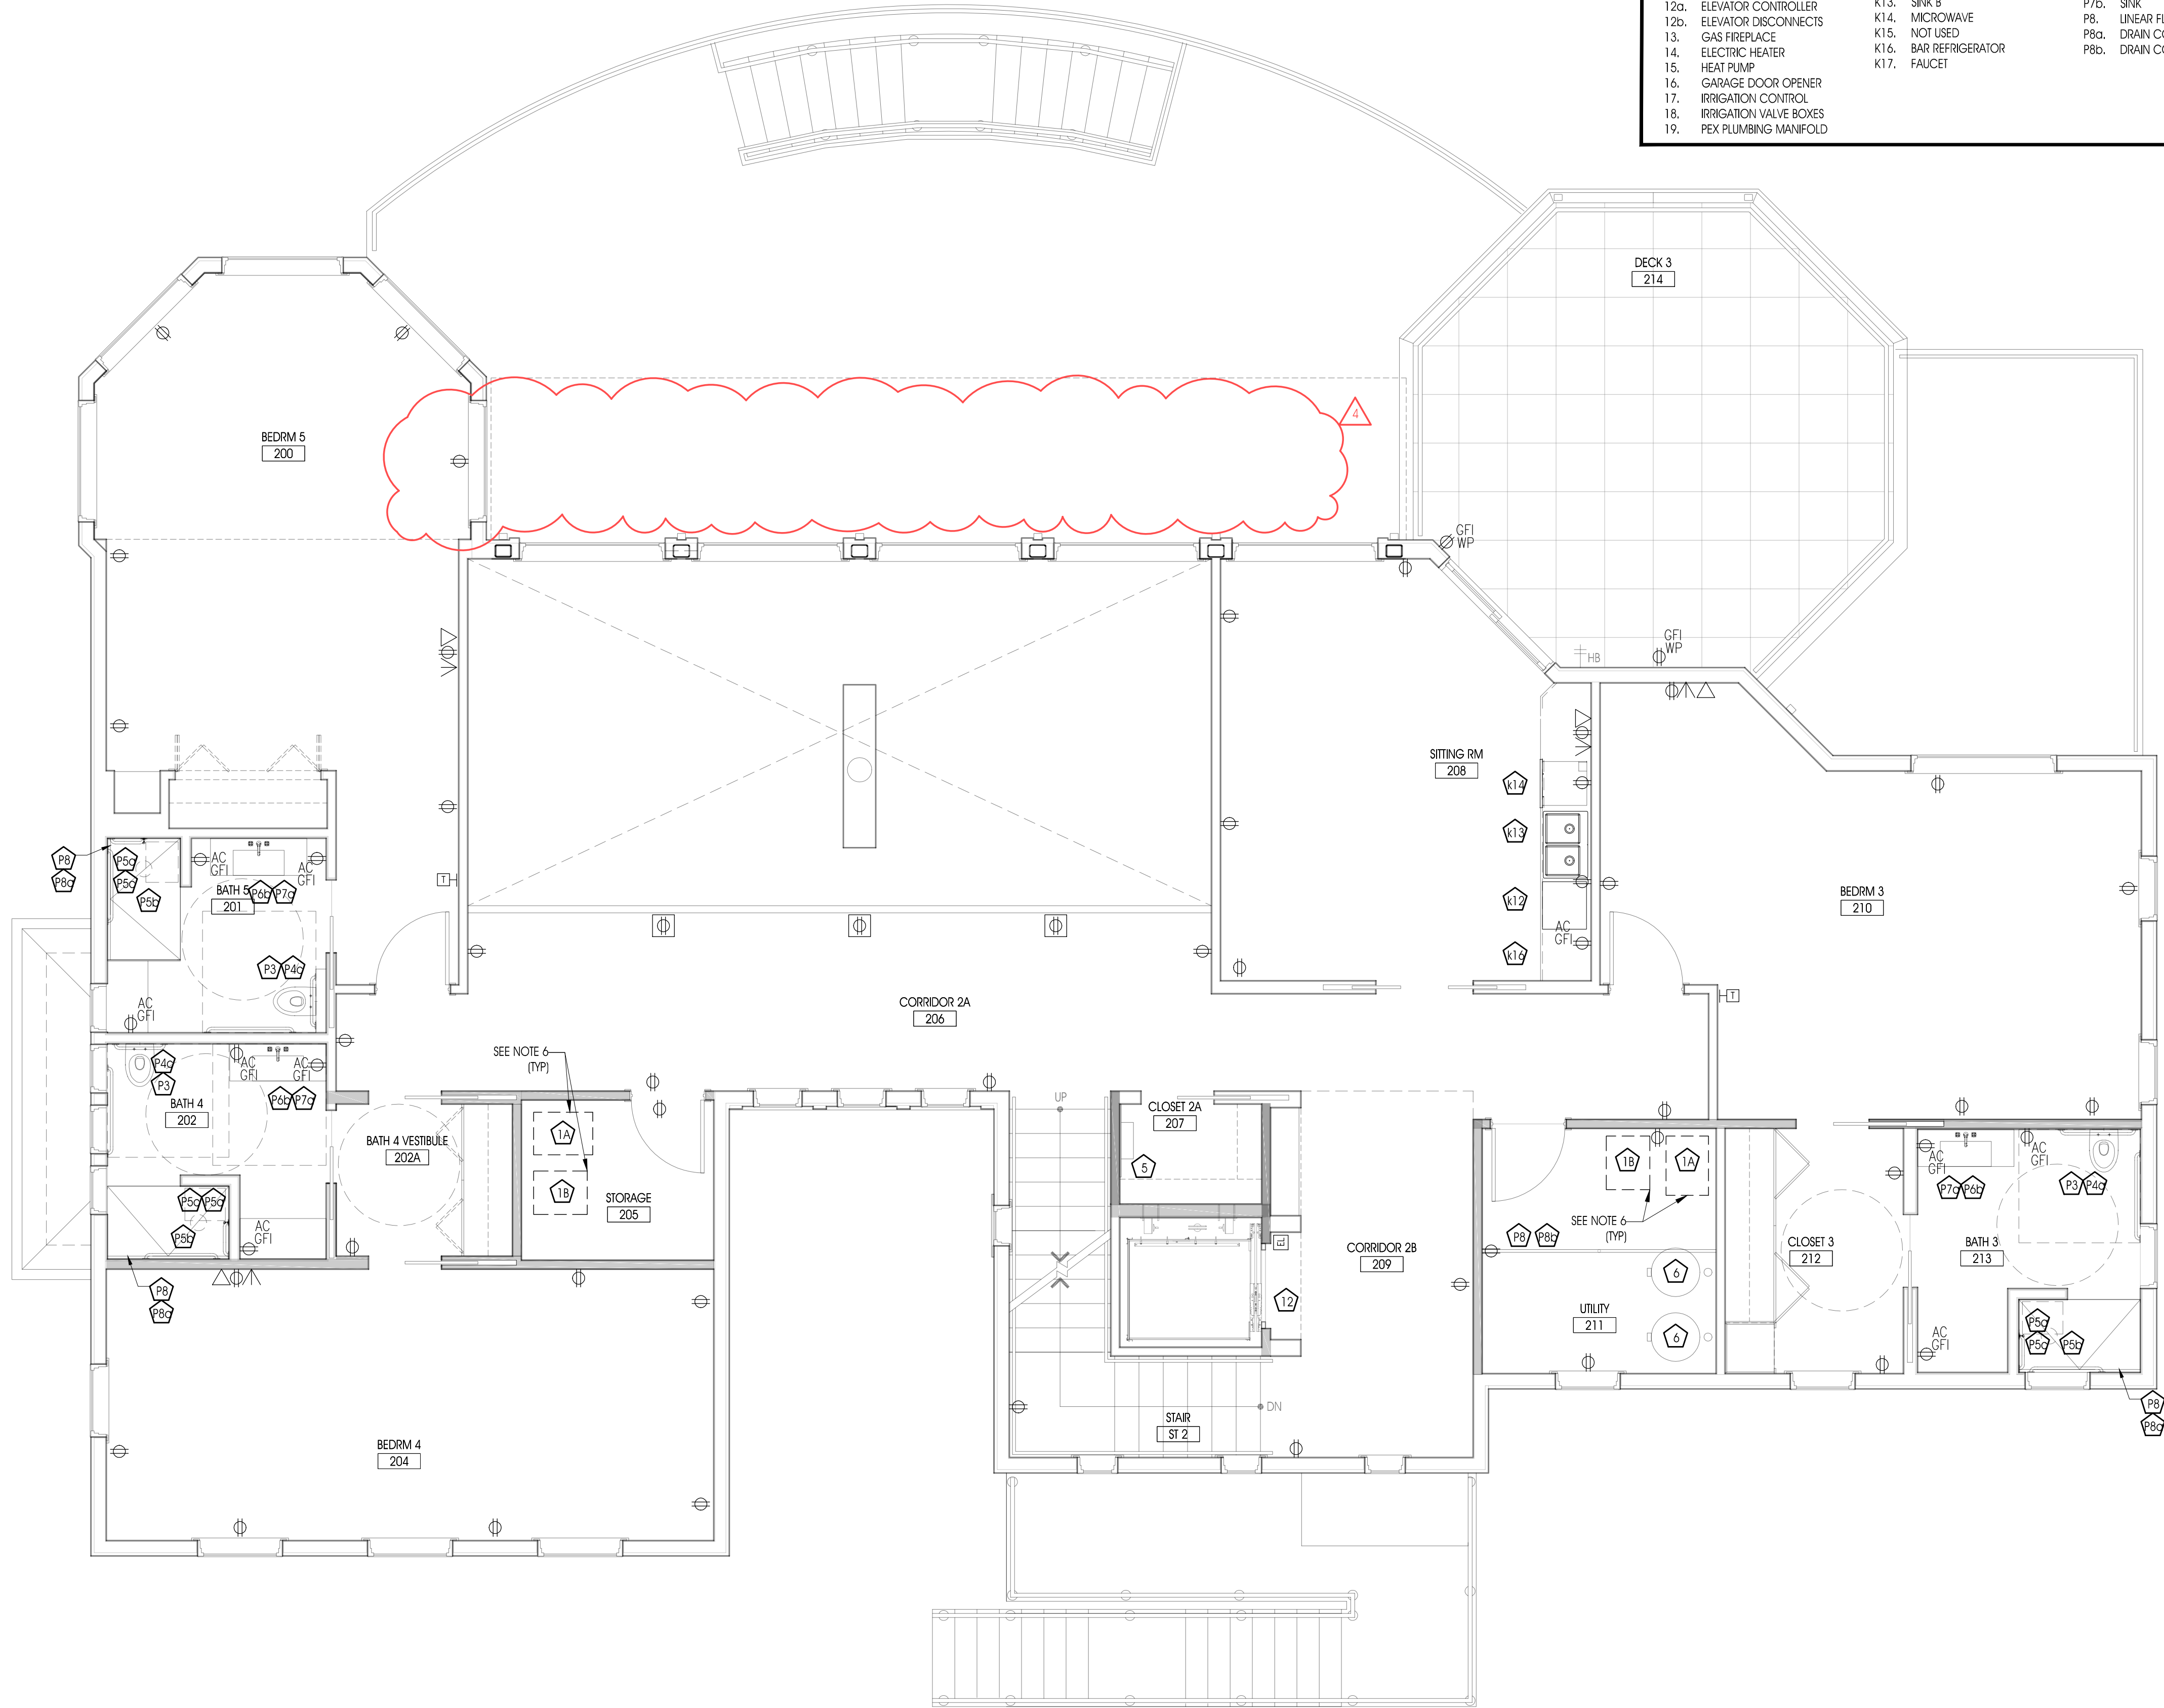 12a. ELEVATOR CONTROLLER
12b. ELEVATOR DISCONNECTS
13. GAS FIREPLACE
14. ELECTRIC HEATER
15. HEAT PUMP
16. GARAGE DOOR OPENER
17. IRRIGATION CONTROL
18. IRRIGATION VALVE BOXES
19. PEX PLUMBING MANIFOLD
K13. SINK B
K14. MICROWAVE
K15. NOT USED
K16. BAR REFRIGERATOR
K17. FAUCET
P7b. SINK
P8. LINEAR
P8a. DRAIN
P8b. DRAIN
DECK 3
214
4
BEDRM 5
200
GFI
WP
GFI
WP
HB
SITTING RM
208
k14
k13
k12
k16
AC
GFI
BEDRM 3
210
T
P8
P8a
P5a
P5a
P5b
AC
GFI
AC
GFI
BATH 5
201
P6b P7a
P3 P4a
AC
GFI
T
CORRIDOR 2A
206
SEE NOTE 6
(TYP)
P4a
P3
AC
GFI
AC
GFI
P6b P7a
BATH 4
202
BATH 4 VESTIBULE
202A
1A
1B
STORAGE
205
P5a P5a
P5b
AC
GFI
P8
P8a
BEDRM 4
204
UP
CLOSET 2A
207
5
EL
12
CORRIDOR 2B
209
DN
STAIR
ST 2
1B
1A
SEE NOTE 6
(TYP)
P8 P8b
6
6
UTILITY
211
CLOSET 3
212
AC
GFI
P7a P6b
AC
GFI
P3 P4a
BATH 3
213
AC
GFI
P5a
P5a
P5b
P8
P8a